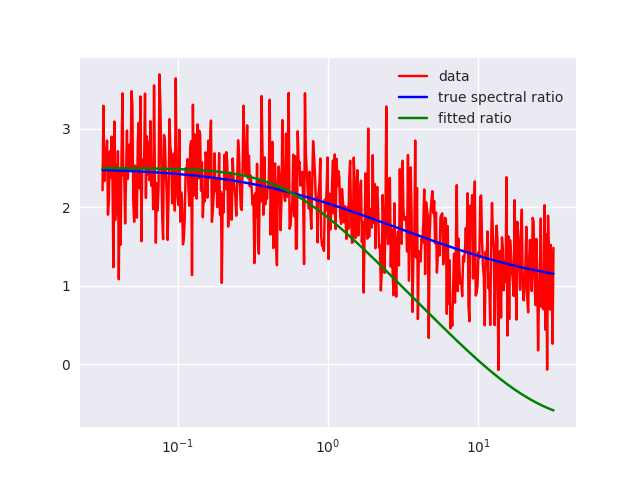 data
true spectral ratio
fitted ratio
3
2
1
0
10⁻¹
10⁰
10¹